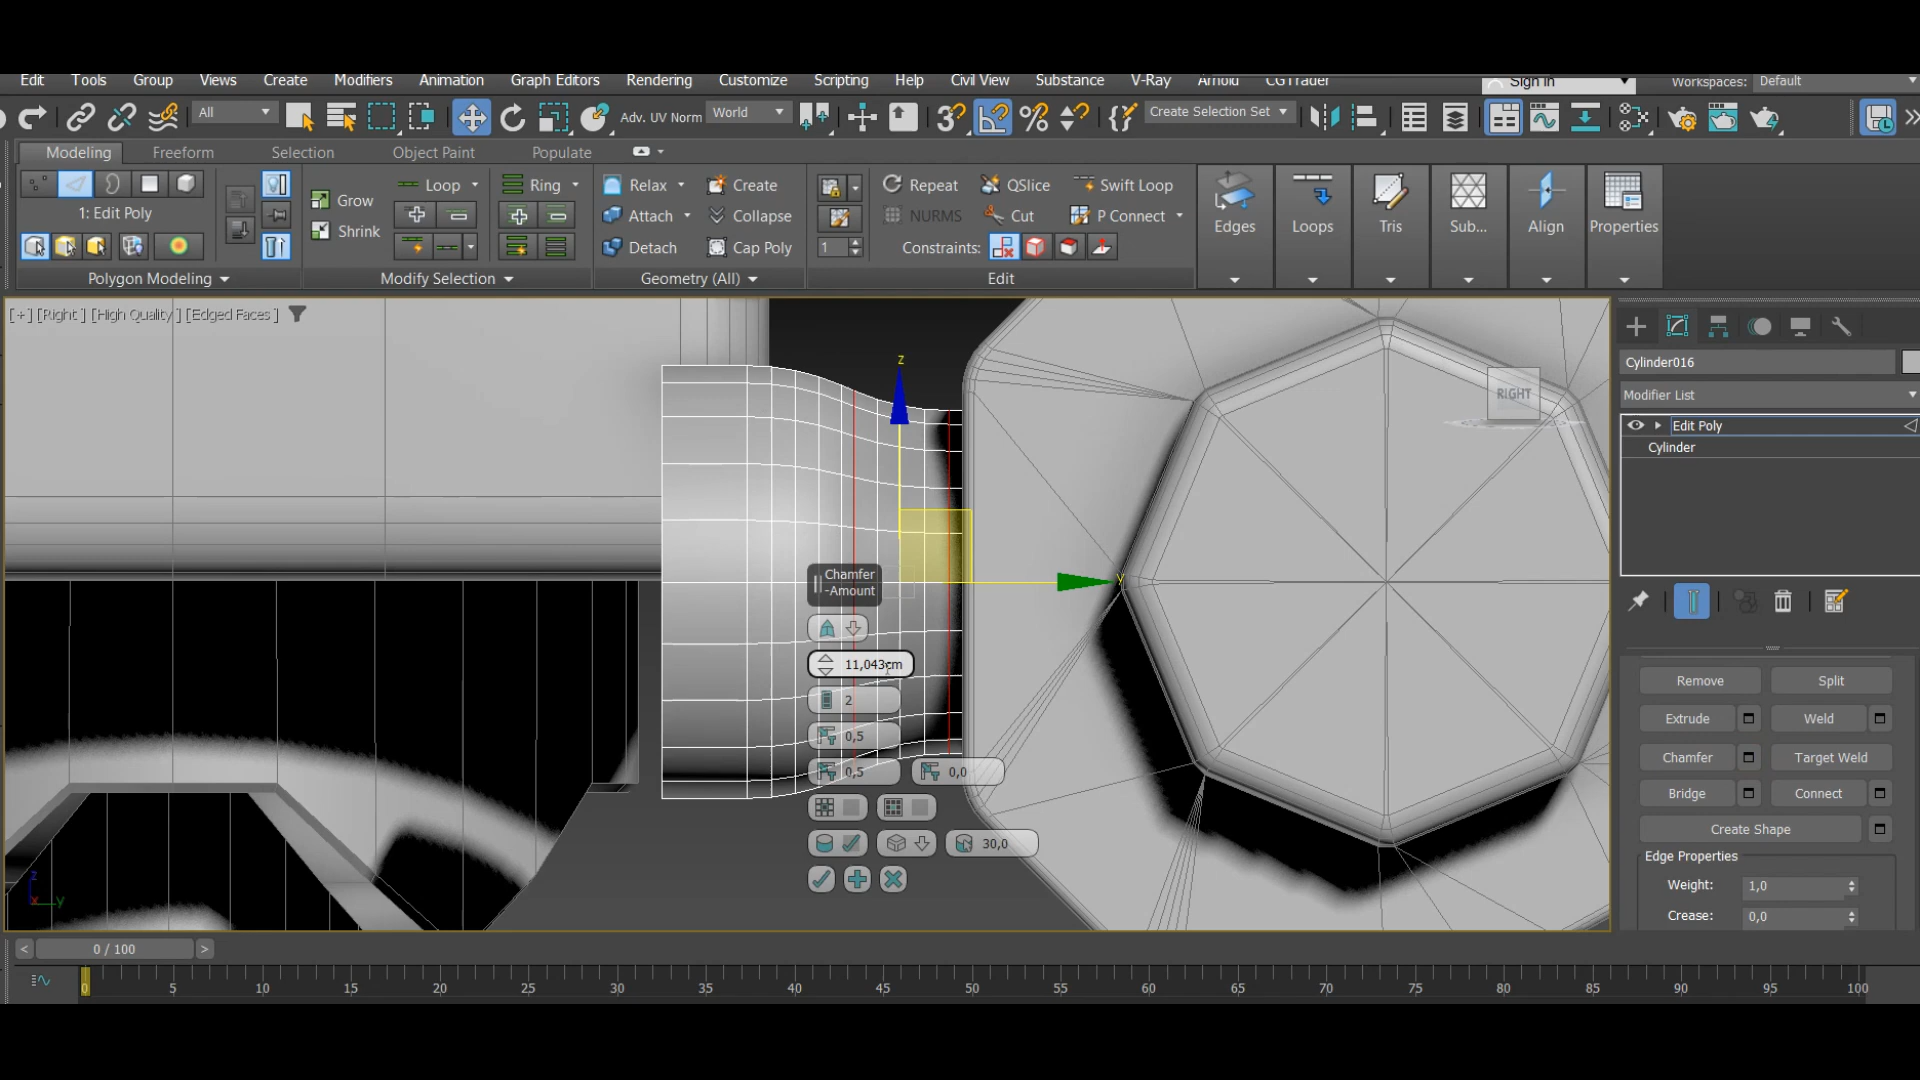 Edit Tools Group Views Create Modifiers Animation Graph Editors Rendering Customize Scripting Help Civil View Substance V-Ray Arnold CGTrader Sign In Workspaces: Default
All Adv. UV Norm World Create Selection Set
Modeling Freeform Selection Object Paint Populate
Grow Loop Ring Relax Create Repeat QSlice Swift Loop
1: Edit Poly Attach Collapse NURMS Cut P Connect Edges Loops Tris Sub... Align Properties
Shrink Detach Cap Poly 1 Constraints:
Polygon Modeling Modify Selection Geometry (All) Edit
[+] [Right ] [High Quality ] [Edged Faces ]
z
RIGHT
y
Chamfer
-Amount
11,043cm
2
0,5
0,5 0,0
30,0
z
x y
Cylinder016
Modifier List
Edit Poly
Cylinder
Remove Split
Extrude Weld
Chamfer Target Weld
Bridge Connect
Create Shape
Edge Properties
Weight: 1,0
Crease: 0,0
< 0 / 100 >
0 5 10 15 20 25 30 35 40 45 50 55 60 65 70 75 80 85 90 95 100